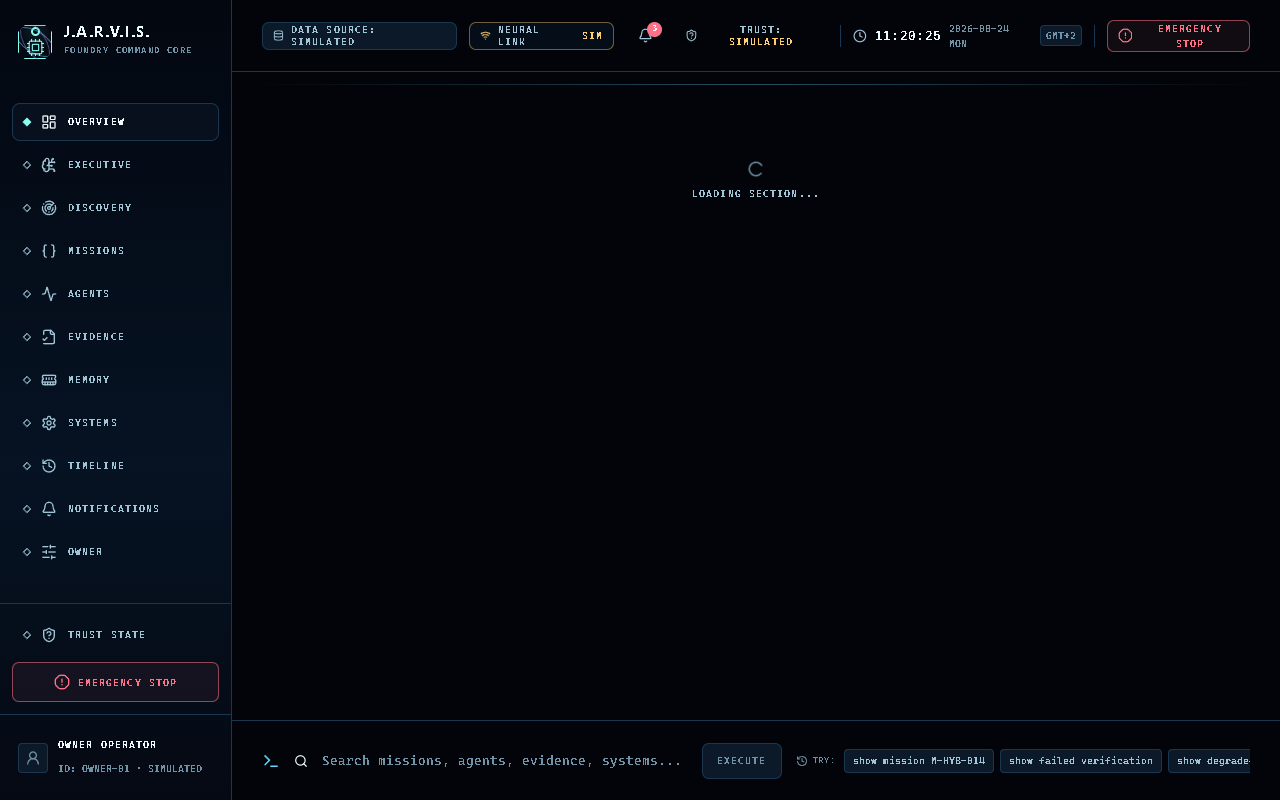 J.A.R.V.I.S.
FOUNDRY COMMAND CORE
OVERVIEW
EXECUTIVE
DISCOVERY
MISSIONS
AGENTS
EVIDENCE
MEMORY
SYSTEMS
TIMELINE
NOTIFICATIONS
OWNER
TRUST STATE
EMERGENCY STOP
OWNER OPERATOR
ID: OWNER-01 • SIMULATED
DATA SOURCE:
SIMULATED
NEURAL
LINK
SIM
3
TRUST:
SIMULATED
11:20:25
2026-08-24
MON
GMT+2
EMERGENCY
STOP
LOADING SECTION...
Search missions, agents, evidence, systems...
EXECUTE
TRY:
show mission M-HYB-014
show failed verification
show degrade